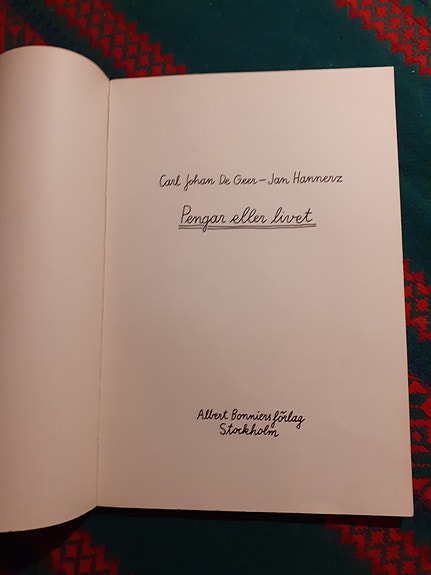 Carl Johan De Geer – Jan Hannerz
Pengar eller livet
Albert Bonniers förlag
Stockholm